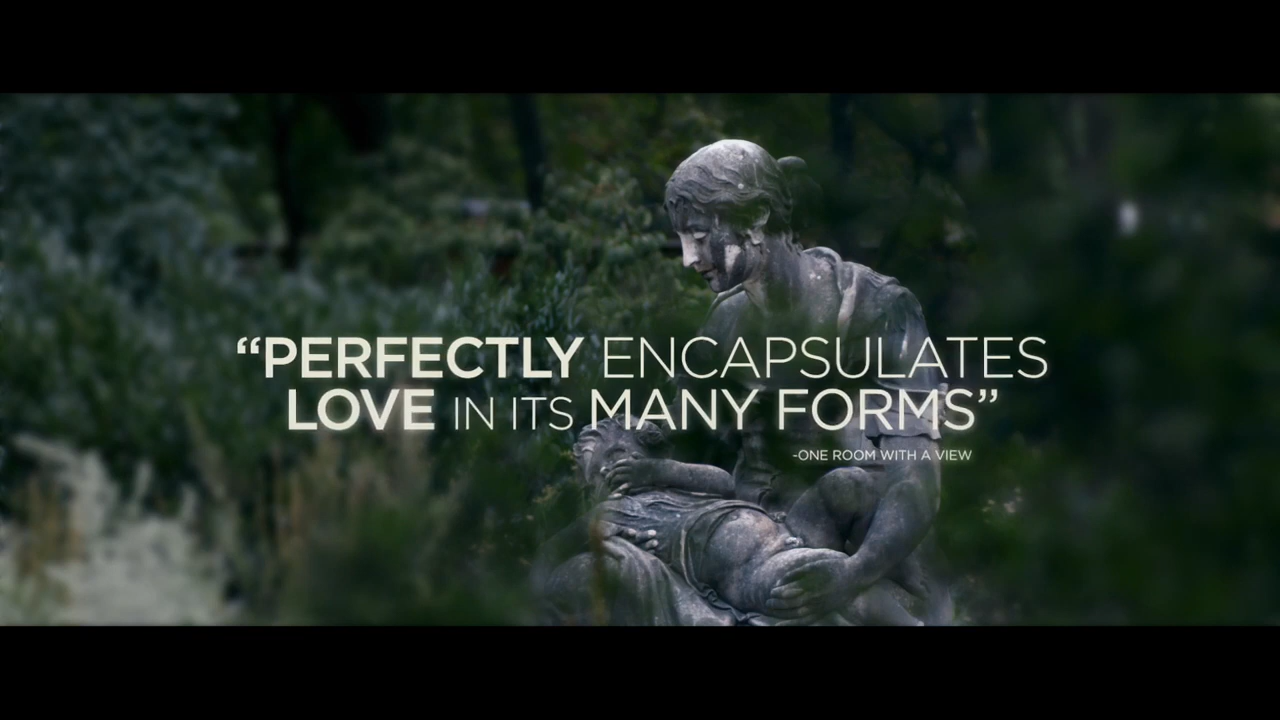 “PERFECTLY ENCAPSULATES
LOVE IN ITS MANY FORMS”
-ONE ROOM WITH A VIEW